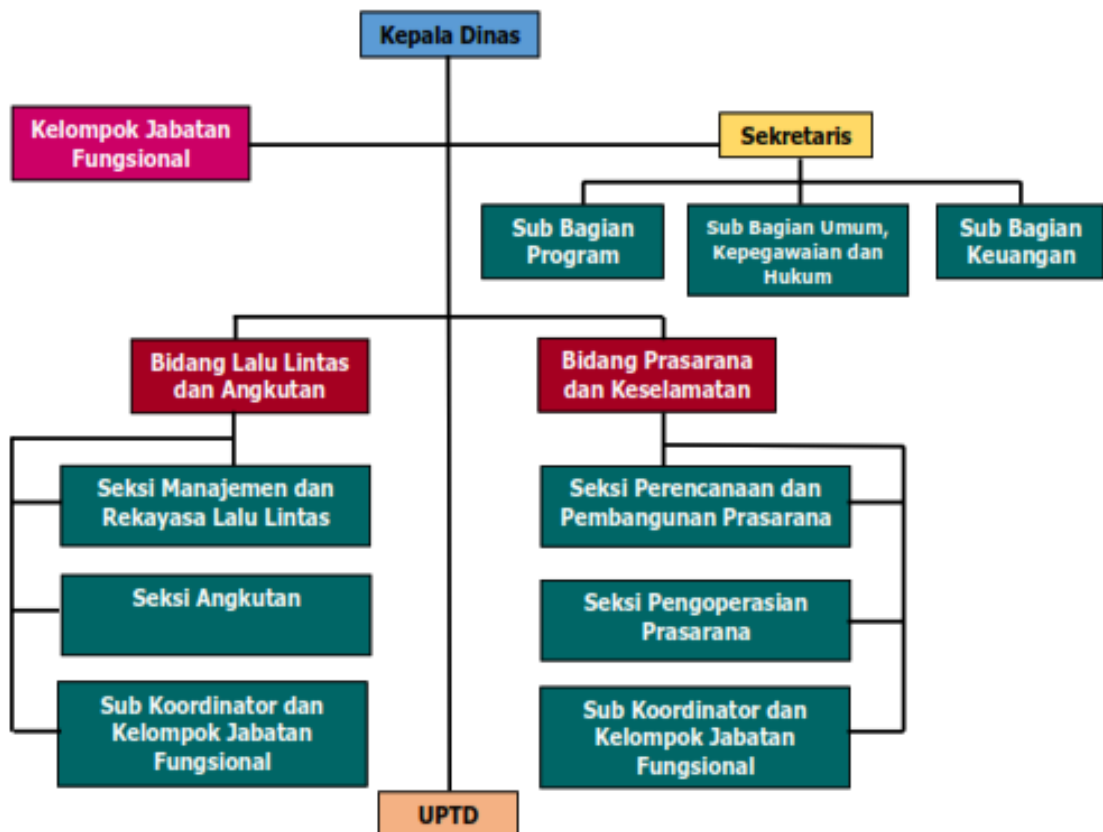 Kepala Dinas
Kelompok Jabatan
Fungsional
Sekretaris
Sub Bagian
Program
Sub Bagian Umum,
Kepegawaian dan
Hukum
Sub Bagian
Keuangan
Bidang Lalu Lintas
dan Angkutan
Bidang Prasarana
dan Keselamatan
Seksi Manajemen dan
Rekayasa Lalu Lintas
Seksi Perencanaan dan
Pembangunan Prasarana
Seksi Angkutan
Seksi Pengoperasian
Prasarana
Sub Koordinator dan
Kelompok Jabatan
Fungsional
Sub Koordinator dan
Kelompok Jabatan
Fungsional
UPTD